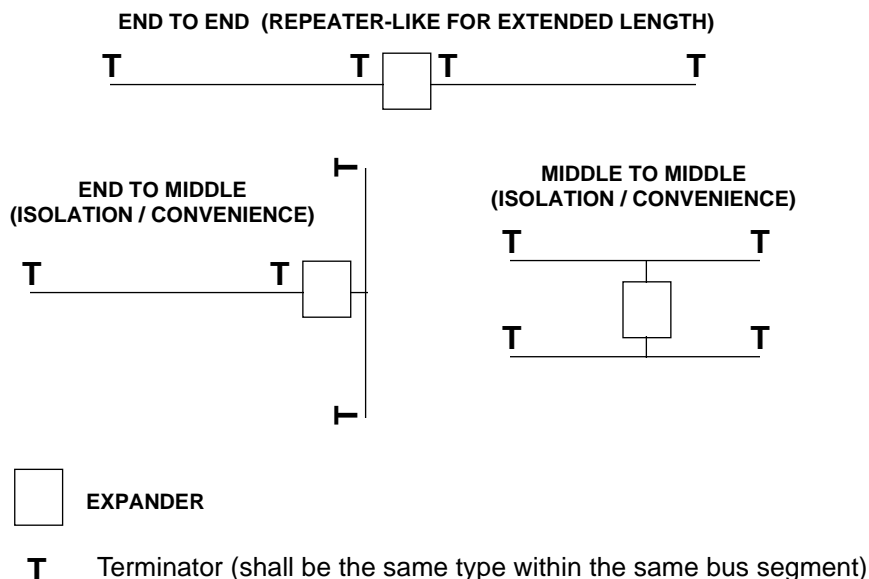 END TO END (REPEATER-LIKE FOR EXTENDED LENGTH)
T T T T
END TO MIDDLE
(ISOLATION / CONVENIENCE)
T
T T
T
MIDDLE TO MIDDLE
(ISOLATION / CONVENIENCE)
T T
T T
EXPANDER
T Terminator (shall be the same type within the same bus segment)